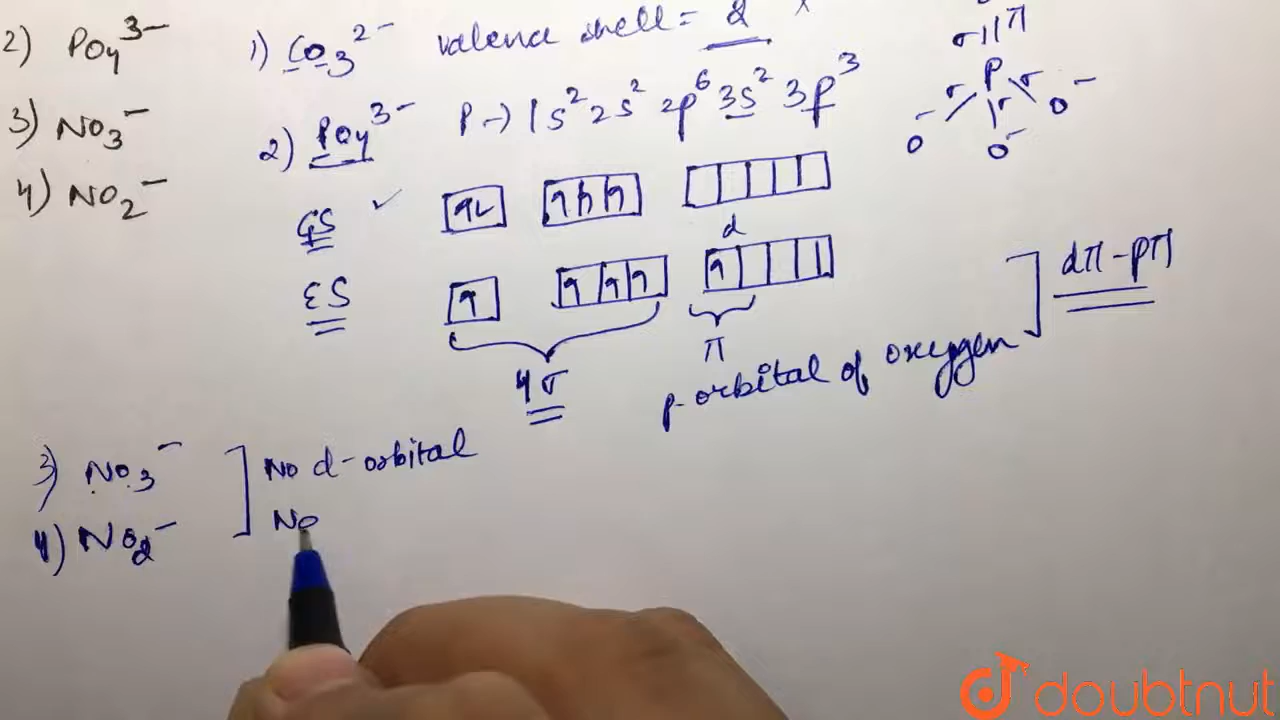 2) PO4 3-
3) NO3 -
4) NO2 -
1) CO3 2- valence shell = 2 x
2) PO4 3- P → 1s2 2s2 2p6 3s2 3p3
σ || π
P
σ σ σ
O- O- O-
GS ✓
d
ES
4σ
π
p-orbital of oxygen ] dπ-pπ
3) NO3 -
4) NO2 -
] No d-orbital
No
doubtnut